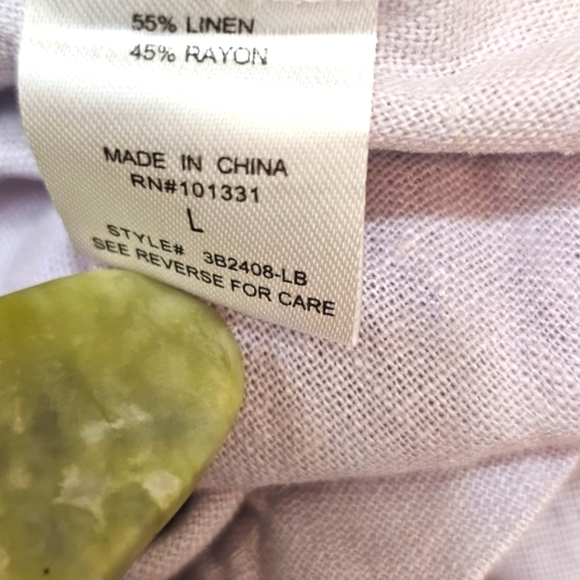 55% LINEN
45% RAYON
MADE IN CHINA
RN#101331
L
STYLE# 3B2408-LB
SEE REVERSE FOR CARE